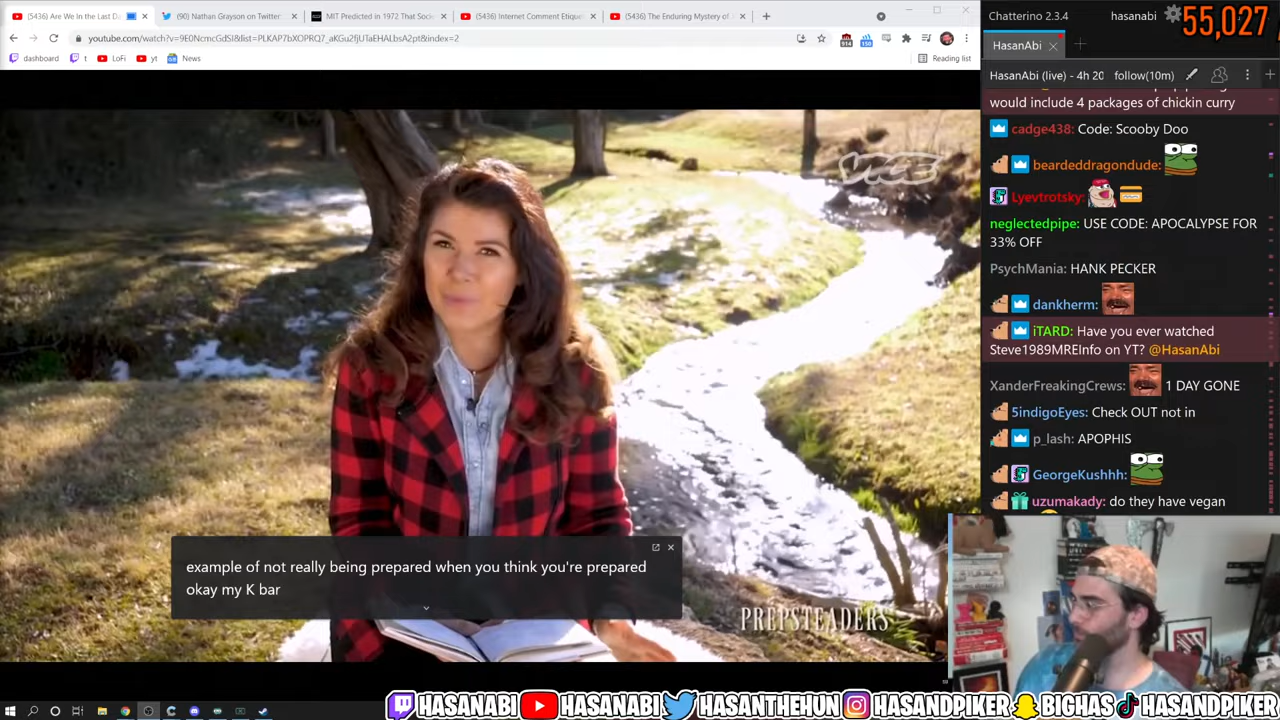 (5436) Are We In the Last Da
(90) Nathan Grayson on Twitter:
MIT Predicted in 1972 That Soc
(5436) Internet Comment Etique
(5436) The Enduring Mystery of
youtube.com/watch?v=9E0NcmcGdSI&list=PLKAP7bXOPRQ7_aKGu2fjUTaEHALbsA2pt&index=2
914
158
dashboard
t
LoFi
yt
News
Reading list
VICE
PREPSTEADERS
example of not really being prepared when you think you're prepared
okay my K bar
Chatterino 2.3.4
hasanabi
55,027
HasanAbi
HasanAbi (live) - 4h 20
follow(10m)
would include 4 packages of chickin curry
cadge438: Code: Scooby Doo
beardeddragondude:
Lyevtrotsky:
neglectedpipe: USE CODE: APOCALYPSE FOR
33% OFF
PsychMania: HANK PECKER
dankherm:
iTARD: Have you ever watched
Steve1989MREInfo on YT? @HasanAbi
XanderFreakingCrews: 1 DAY GONE
5indigoEyes: Check OUT not in
p_lash: APOPHIS
GeorgeKushhh:
uzumakady: do they have vegan
HASANABI
HASANABI
HASANTHEHUN
HASANDPIKER
BIGHAS
HASANDPIKER